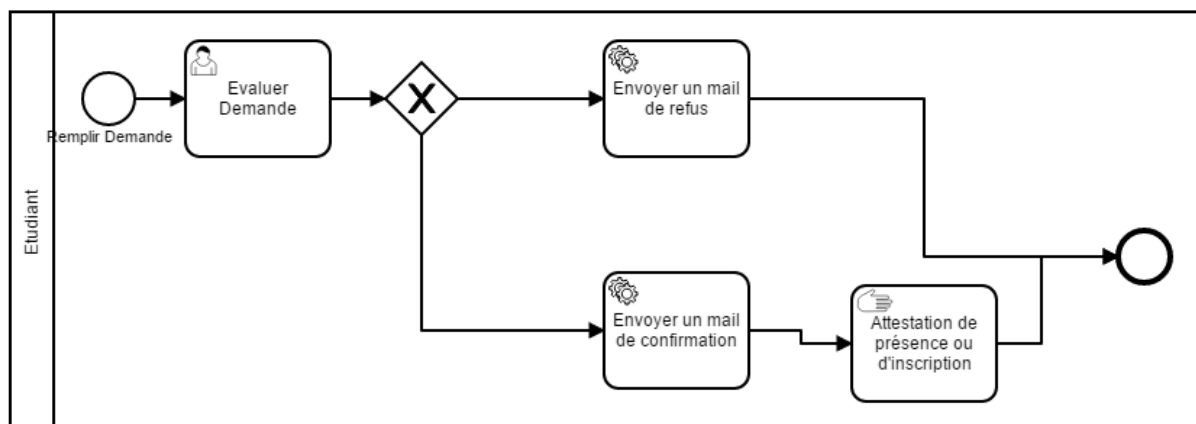 Etudiant
Remplir Demande
Evaluer
Demande
X
Envoyer un mail
de refus
Envoyer un mail
de confirmation
Attestation de
présence ou
d'inscription